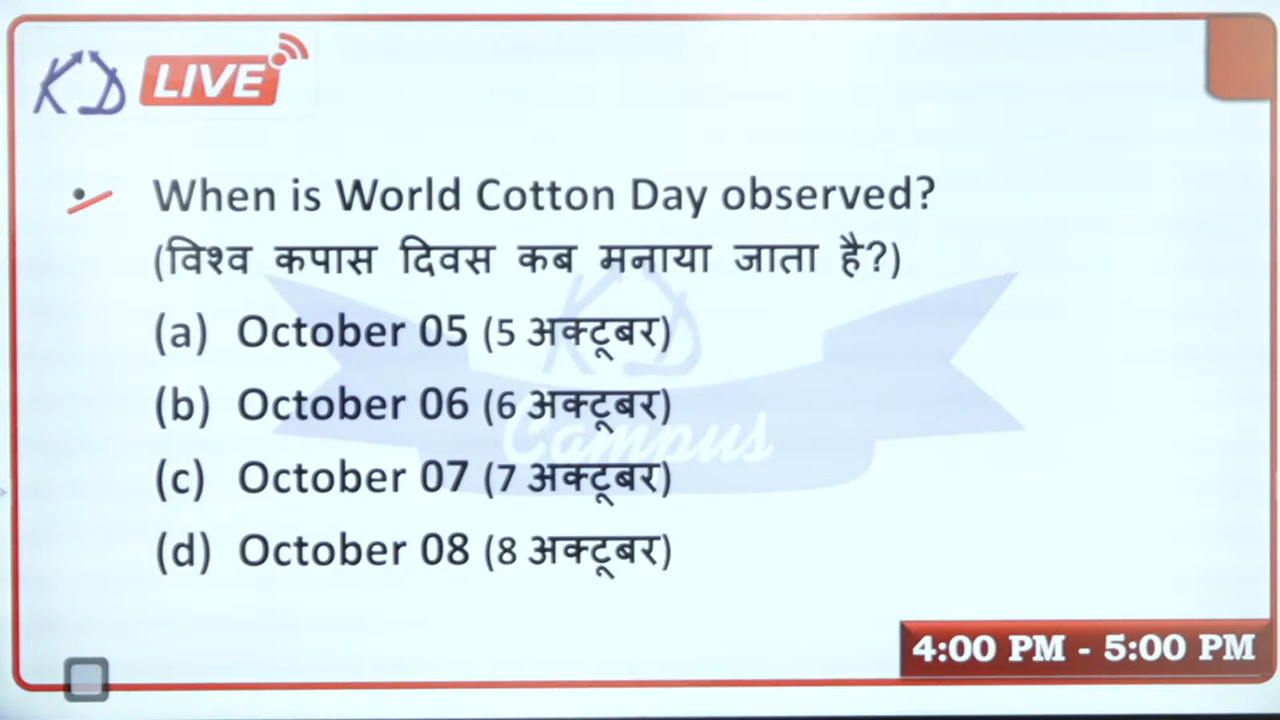 KD LIVE
• When is World Cotton Day observed?
(विश्व कपास दिवस कब मनाया जाता है?)
(a) October 05 (5 अक्टूबर)
(b) October 06 (6 अक्टूबर)
(c) October 07 (7 अक्टूबर)
(d) October 08 (8 अक्टूबर)
KD
Campus
4:00 PM - 5:00 PM